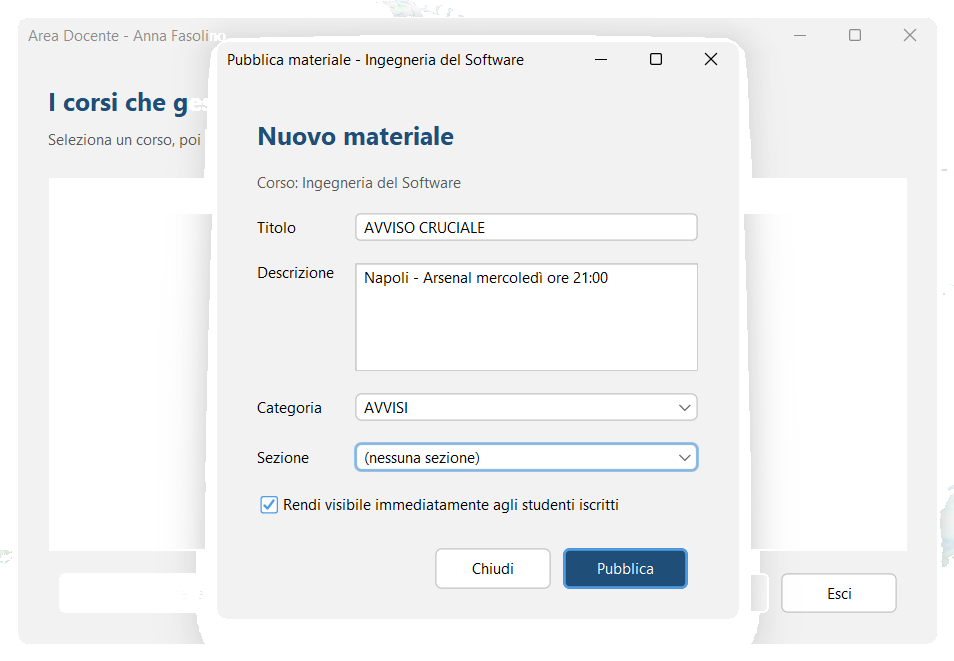 Area Docente - Anna Fasolino
Pubblica materiale - Ingegneria del Software
I corsi che
Seleziona un corso, poi
Nuovo materiale
Corso: Ingegneria del Software
Titolo
AVVISO CRUCIALE
Descrizione
Napoli - Arsenal mercoledì ore 21:00
Categoria
AVVISI
Sezione
(nessuna sezione)
Rendi visibile immediatamente agli studenti iscritti
Chiudi
Pubblica
Esci